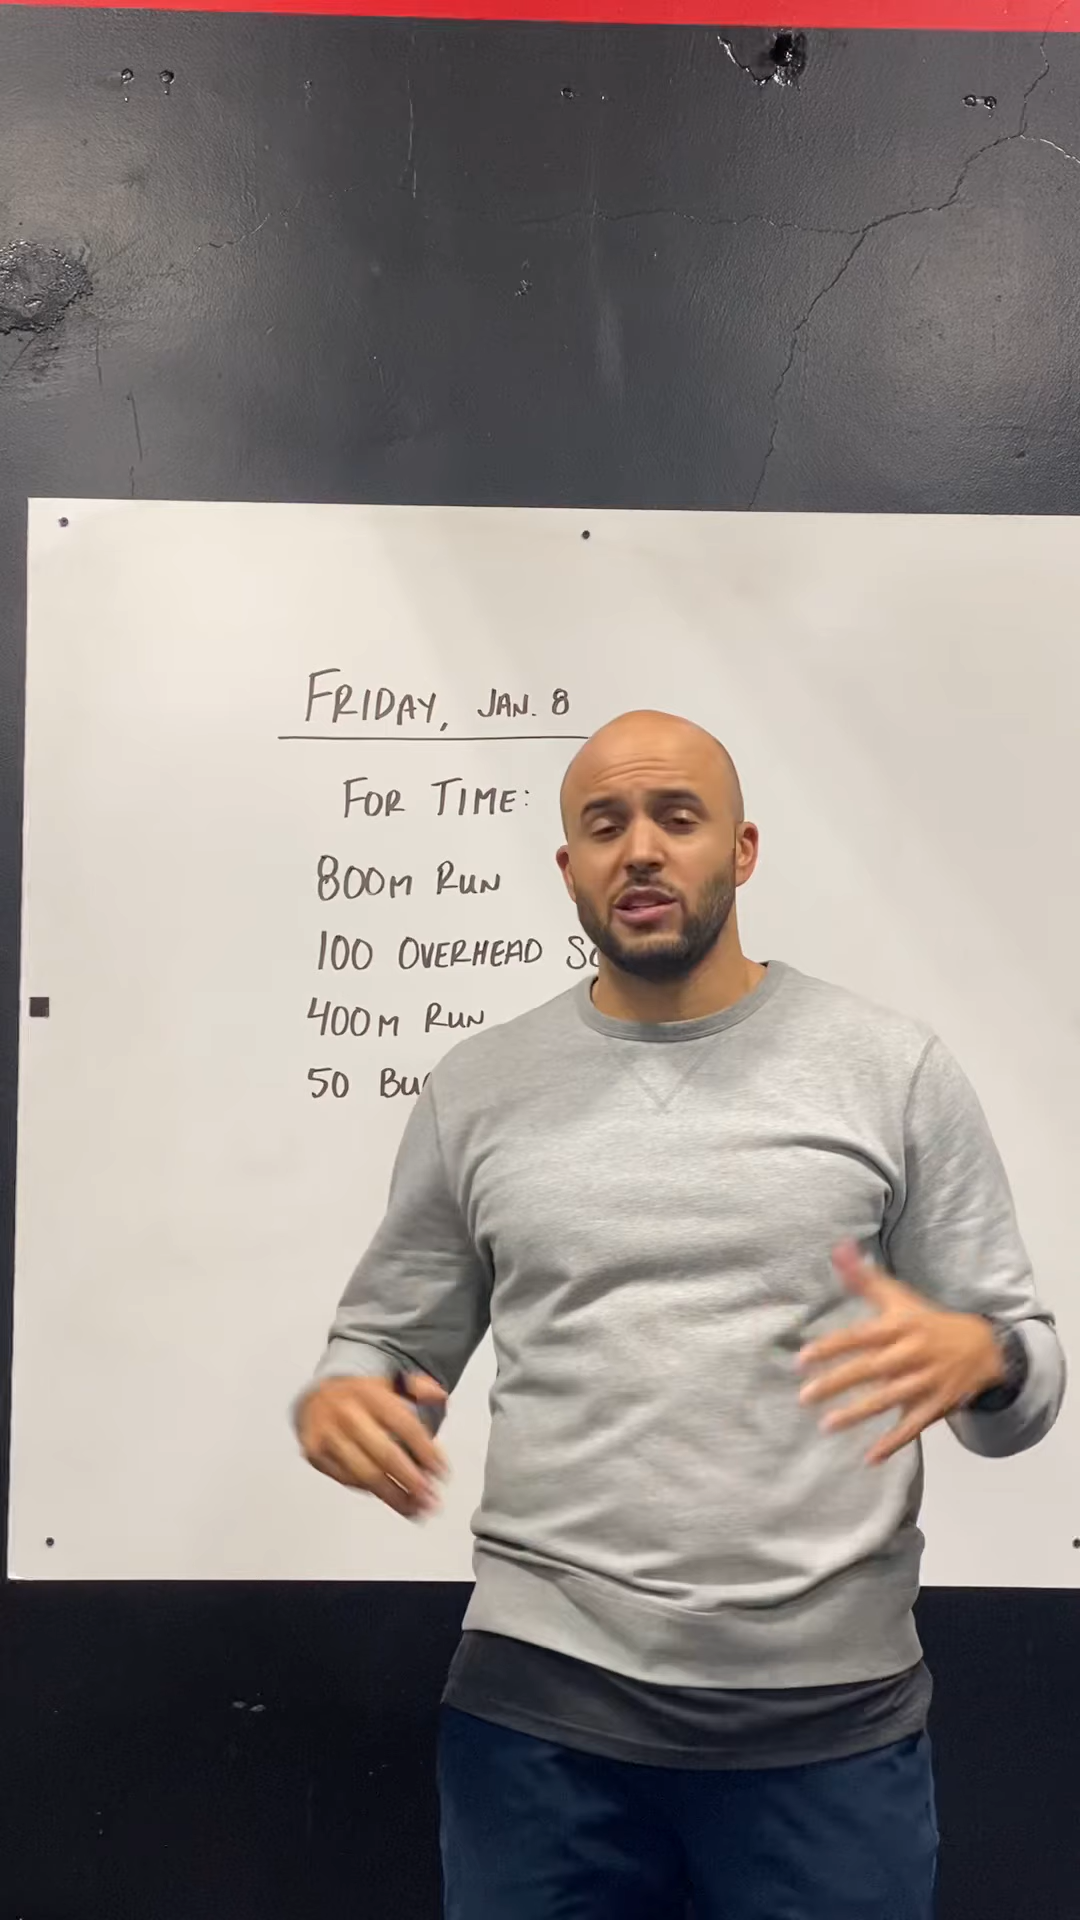 FRIDAY, JAN. 8
FOR TIME:
800M RUN
100 OVERHEAD
400M RUN
50